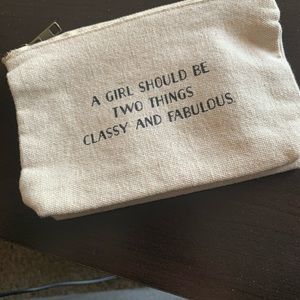 A GIRL SHOULD BE
TWO THINGS
CLASSY AND FABULOUS.